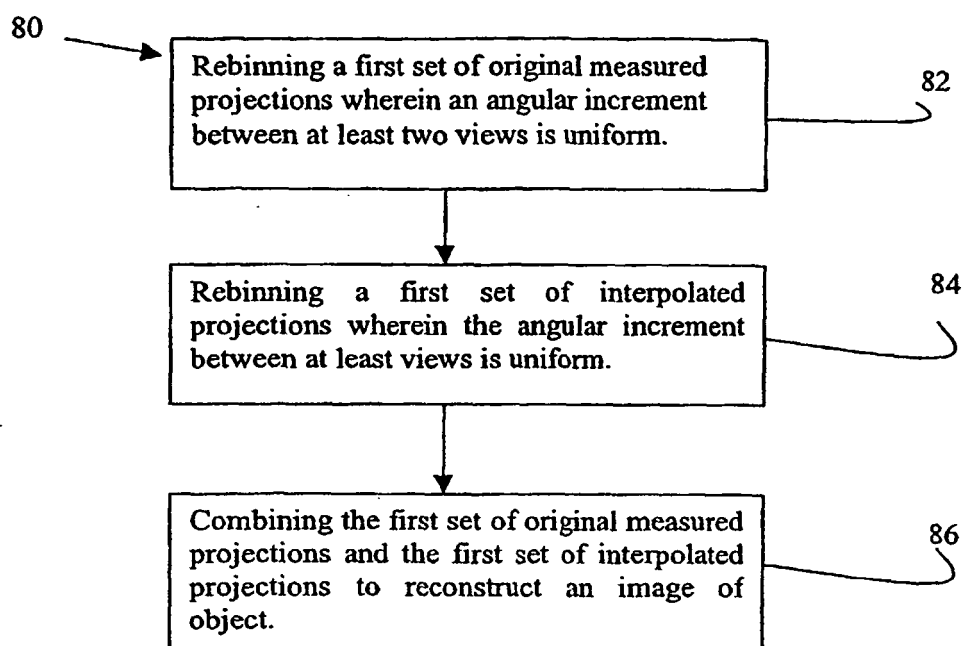 80
Rebinning a first set of original measured
projections wherein an angular increment
between at least two views is uniform.
82
Rebinning a first set of interpolated
projections wherein the angular increment
between at least views is uniform.
84
Combining the first set of original measured
projections and the first set of interpolated
projections to reconstruct an image of
object.
86